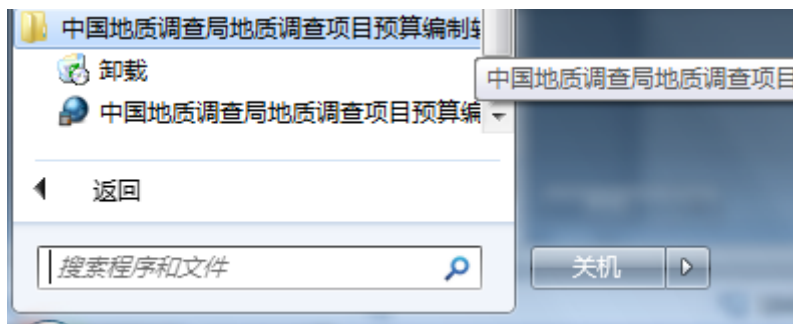 中国地质调查局地质调查项目预算编制
卸载
中国地质调查局地质调查项目
中国地质调查局地质调查项目预算编
返回
搜索程序和文件
关机